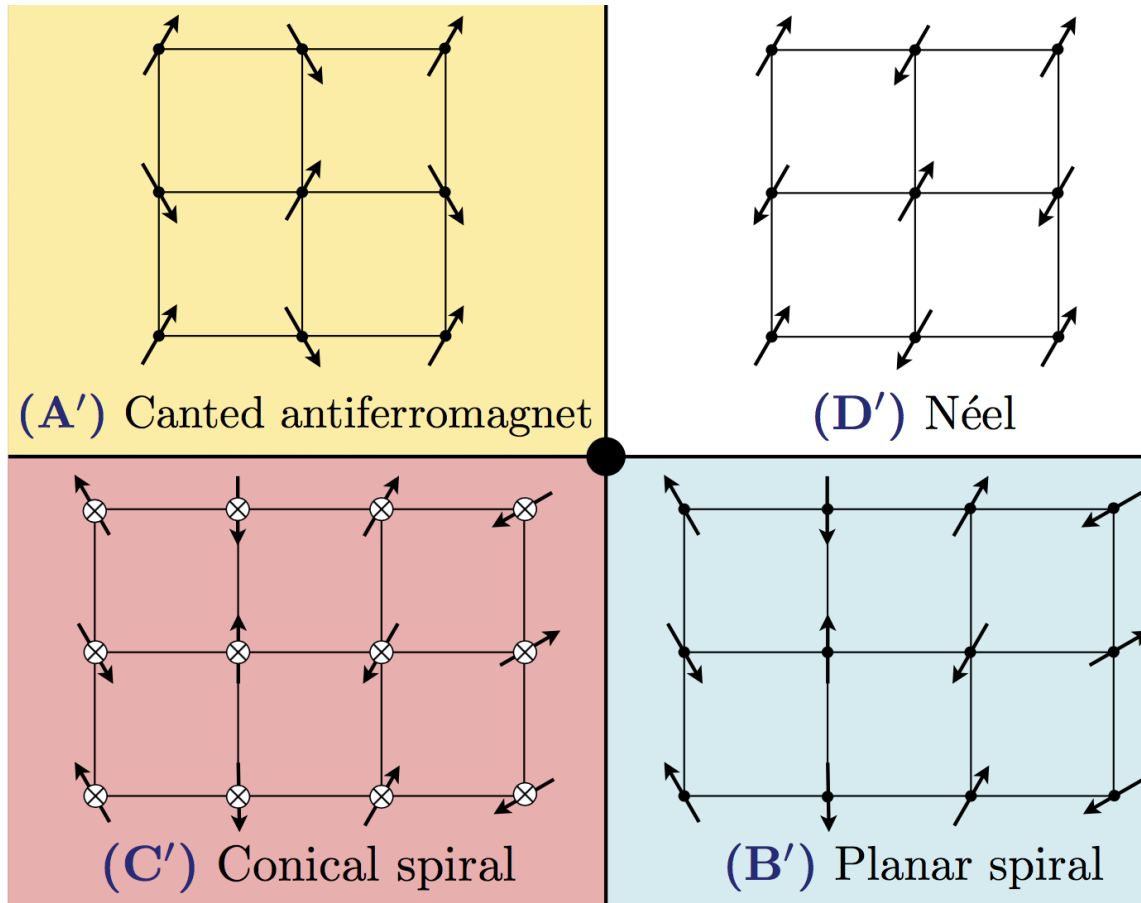 (A′) Canted antiferromagnet
(D′) Néel
(C′) Conical spiral
(B′) Planar spiral